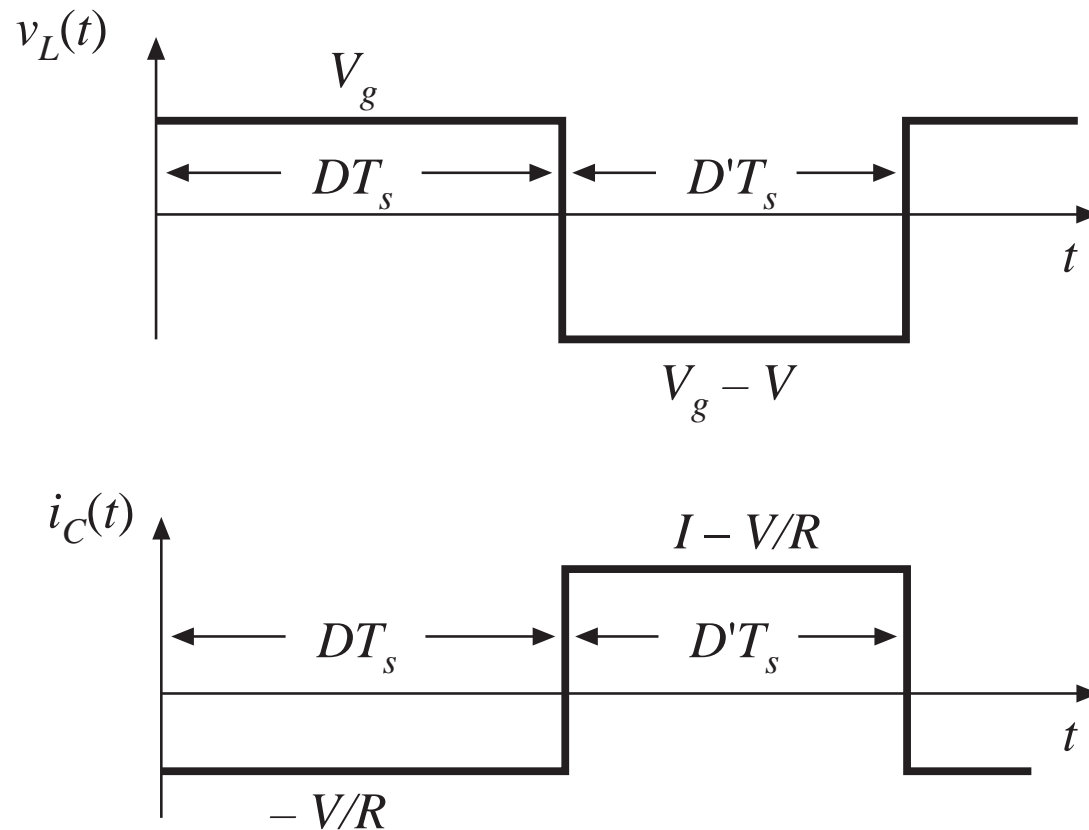 v_L(t)
V_g
DT_s
D'T_s
t
V_g – V
i_C(t)
I – V/R
DT_s
D'T_s
t
– V/R